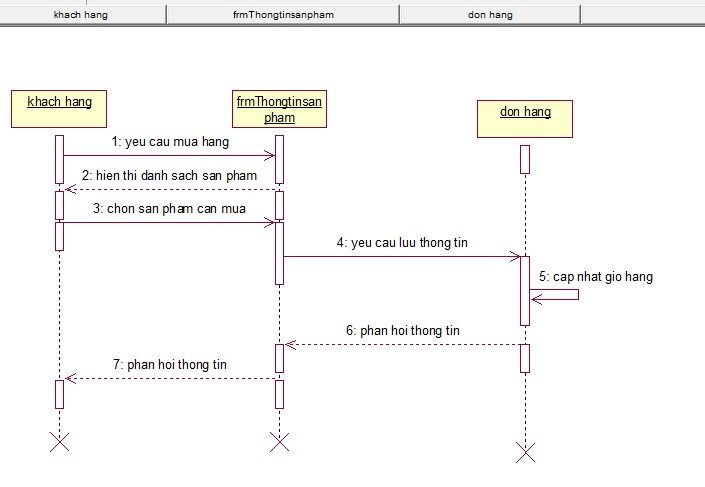 khach hang
frmThongtinsanpham
don hang
khach hang
frmThongtinsan
pham
don hang
1: yeu cau mua hang
2: hien thi danh sach san pham
3: chon san pham can mua
4: yeu cau luu thong tin
5: cap nhat gio hang
6: phan hoi thong tin
7: phan hoi thong tin